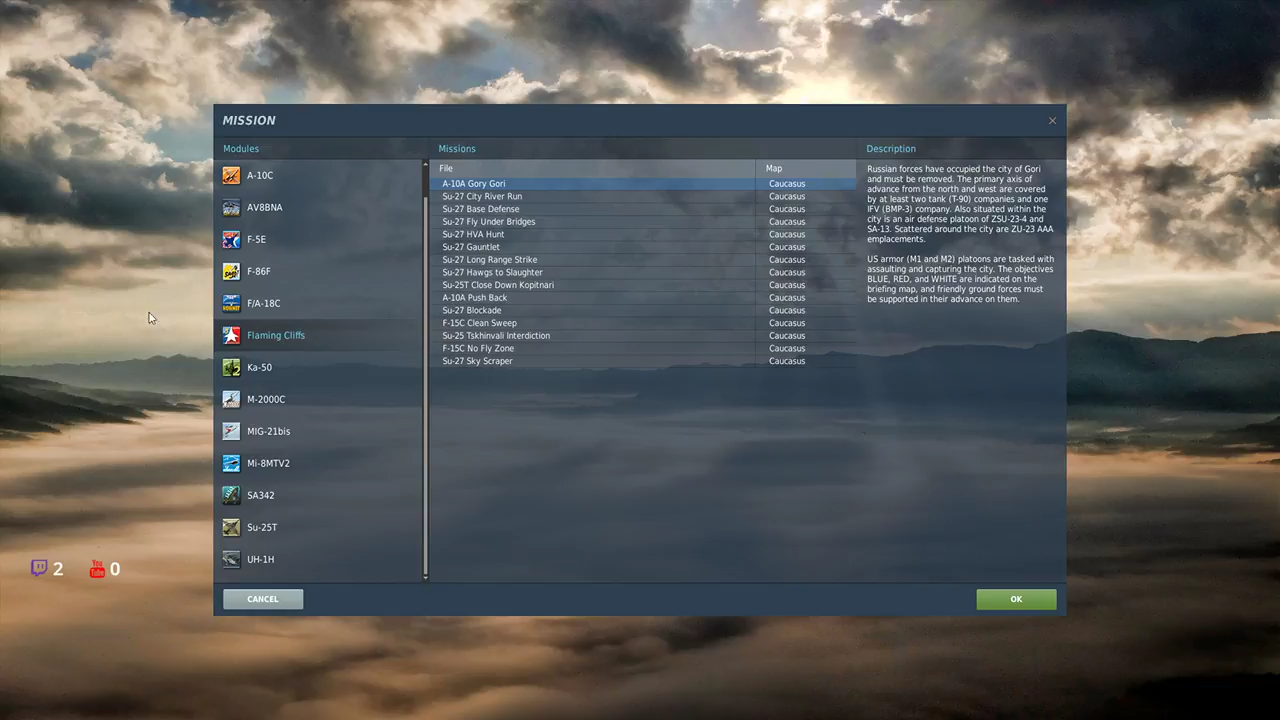 MISSION
Modules
A-10C
AV8BNA
F-5E
F-86F
F/A-18C
Flaming Cliffs
Ka-50
M-2000C
MIG-21bis
Mi-8MTV2
SA342
Su-25T
UH-1H
Missions
File Map
A-10A Gory Gori Caucasus
Su-27 City River Run Caucasus
Su-27 Base Defense Caucasus
Su-27 Fly Under Bridges Caucasus
Su-27 HVA Hunt Caucasus
Su-27 Gauntlet Caucasus
Su-27 Long Range Strike Caucasus
Su-27 Hawgs to Slaughter Caucasus
Su-25T Close Down Kopitnari Caucasus
A-10A Push Back Caucasus
Su-27 Blockade Caucasus
F-15C Clean Sweep Caucasus
Su-25 Tskhinvali Interdiction Caucasus
F-15C No Fly Zone Caucasus
Su-27 Sky Scraper Caucasus
Description
Russian forces have occupied the city of Gori
and must be removed. The primary axis of
advance from the north and west are covered
by at least two tank (T-90) companies and one
IFV (BMP-3) company. Also situated within the
city is an air defense platoon of ZSU-23-4 and
SA-13. Scattered around the city are ZU-23 AAA
emplacements.
US armor (M1 and M2) platoons are tasked with
assaulting and capturing the city. The objectives
BLUE, RED, and WHITE are indicated on the
briefing map, and friendly ground forces must
be supported in their advance on them.
2
You
Tube
0
CANCEL
OK